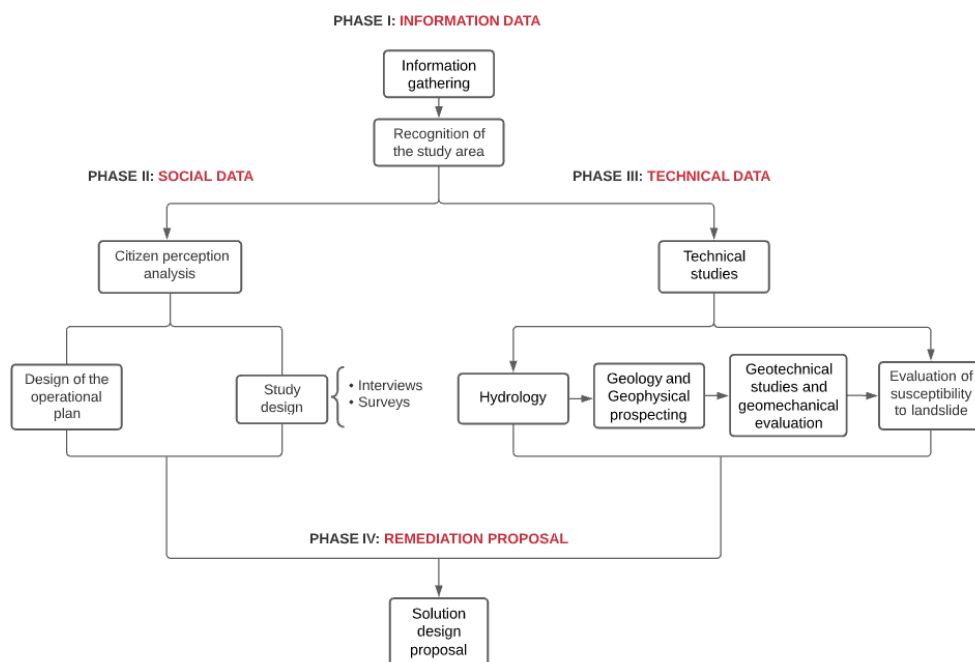 PHASE I: INFORMATION DATA
Information
gathering
Recognition of
the study area
PHASE II: SOCIAL DATA
PHASE III: TECHNICAL DATA
Citizen perception
analysis
Technical
studies
Design of the
operational
plan
Study
design
• Interviews
• Surveys
Hydrology
Geology and
Geophysical
prospecting
Geotechnical
studies and
geomechanical
evaluation
Evaluation of
susceptibility
to landslide
PHASE IV: REMEDIATION PROPOSAL
Solution
design
proposal